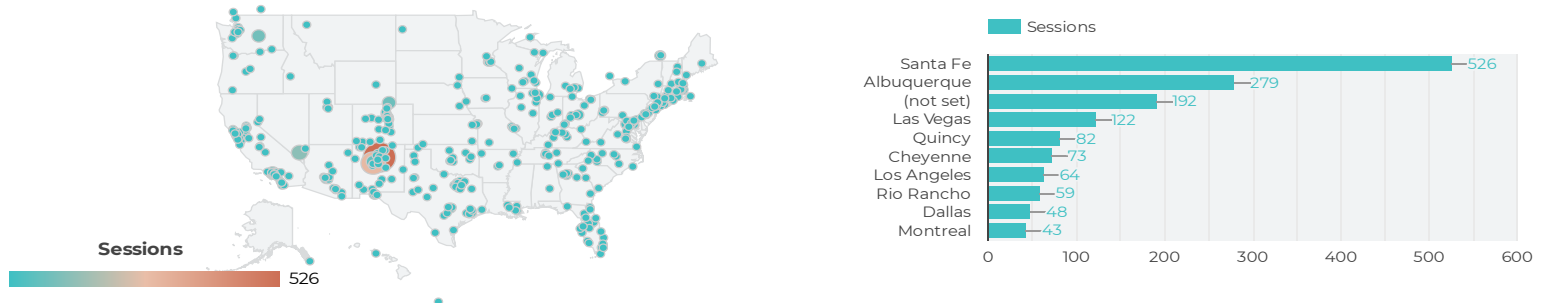 Sessions
526
Sessions
Santa Fe 526
Albuquerque 279
(not set) 192
Las Vegas 122
Quincy 82
Cheyenne 73
Los Angeles 64
Rio Rancho 59
Dallas 48
Montreal 43
0 100 200 300 400 500 600